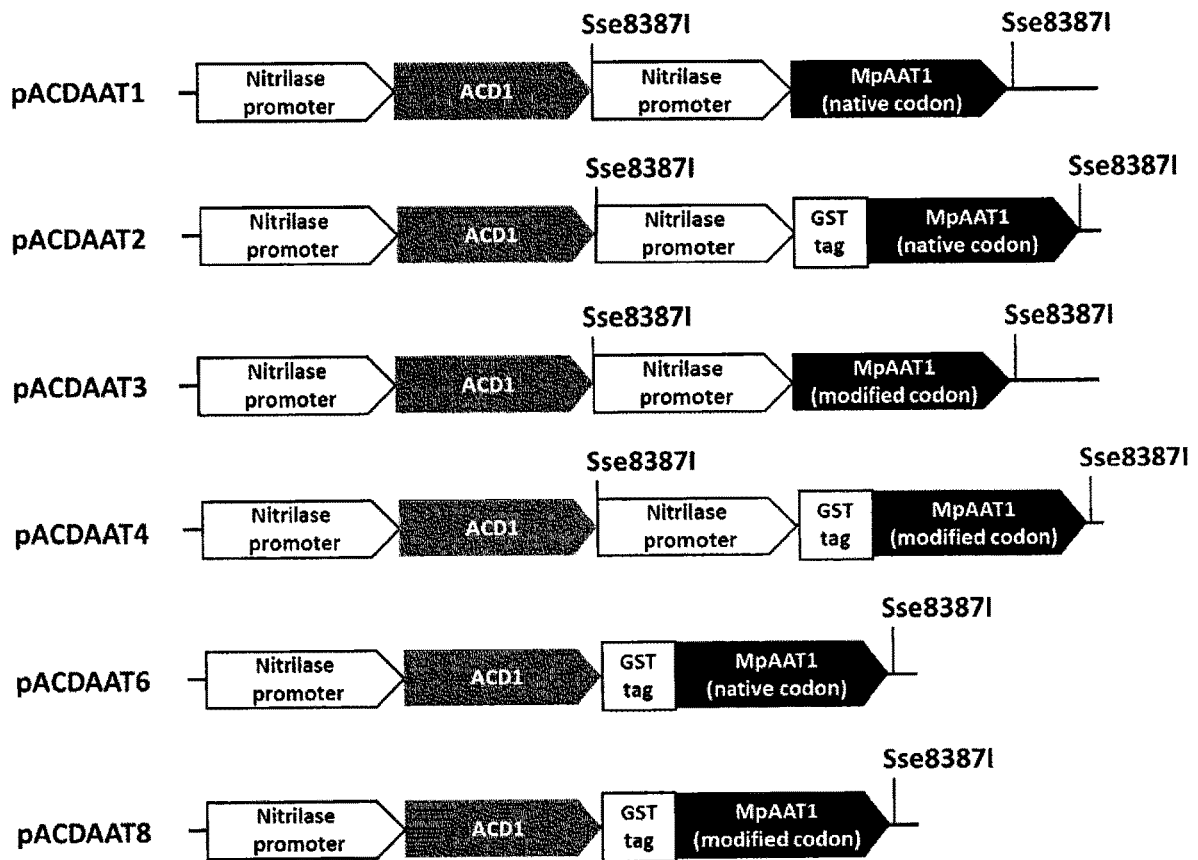 Sse8387I
Sse8387I
pACDAAT1
Nitrilase
promoter
ACD1
Nitrilase
promoter
MpAAT1
(native codon)
Sse8387I
Sse8387I
pACDAAT2
Nitrilase
promoter
ACD1
Nitrilase
promoter
GST
tag
MpAAT1
(native codon)
Sse8387I
Sse8387I
pACDAAT3
Nitrilase
promoter
ACD1
Nitrilase
promoter
MpAAT1
(modified codon)
Sse8387I
Sse8387I
pACDAAT4
Nitrilase
promoter
ACD1
Nitrilase
promoter
GST
tag
MpAAT1
(modified codon)
Sse8387I
pACDAAT6
Nitrilase
promoter
ACD1
GST
tag
MpAAT1
(native codon)
Sse8387I
pACDAAT8
Nitrilase
promoter
ACD1
GST
tag
MpAAT1
(modified codon)